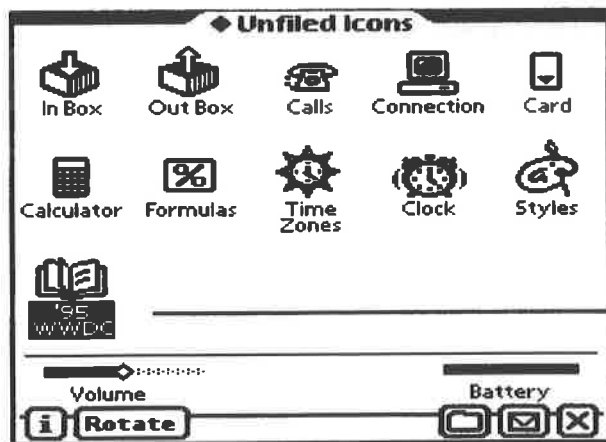 ◆ Unfiled Icons
In Box
Out Box
Calls
Connection
Card
Calculator
Formulas
Time
Zones
Clock
Styles
'95
WWDC
Volume
Battery
i
Rotate
X